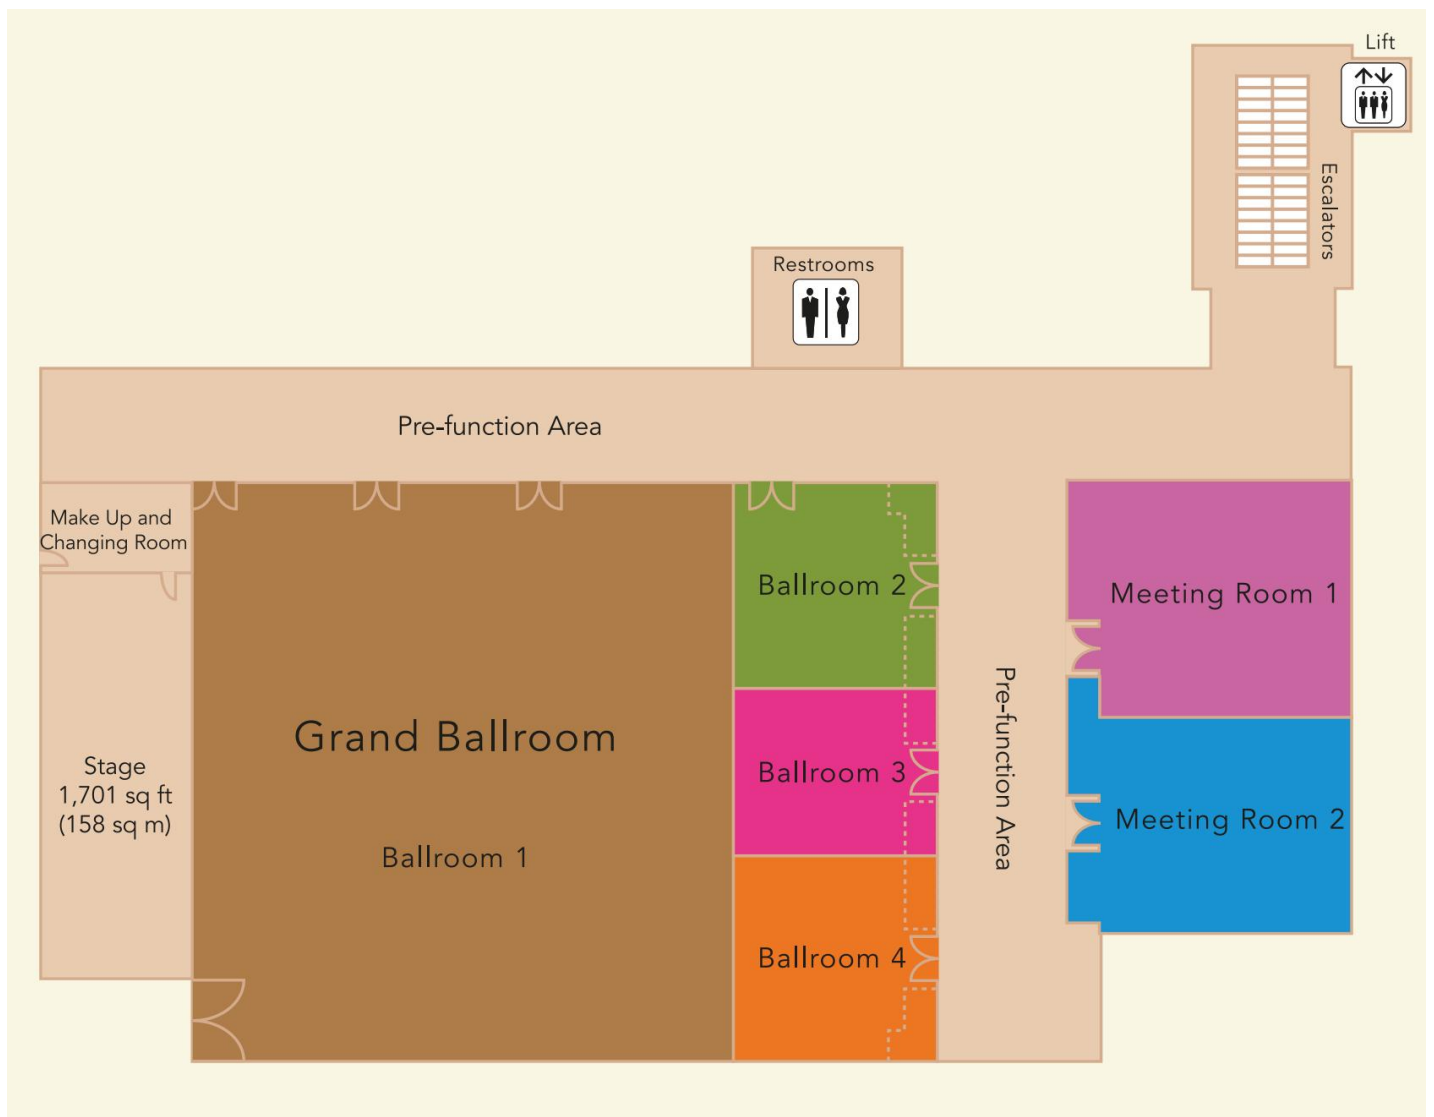 Lift
Escalators
Restrooms
Pre-function Area
Make Up and
Changing Room
Ballroom 2
Meeting Room 1
Grand Ballroom
Stage
1,701 sq ft
(158 sq m)
Ballroom 3
Pre-function Area
Meeting Room 2
Ballroom 1
Ballroom 4